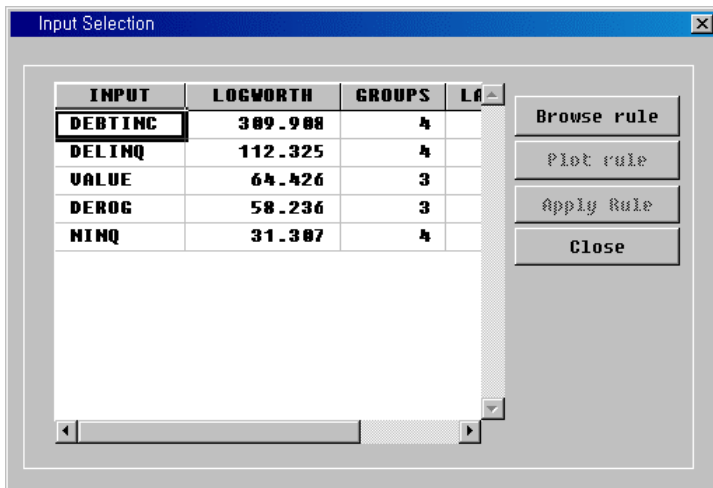 Input Selection
INPUT LOGWORTH GROUPS LA
DEBTINC 309.908 4
DELINQ 112.325 4
VALUE 64.426 3
DEROG 58.236 3
NINQ 31.307 4
Browse rule
Plot rule
Apply Rule
Close